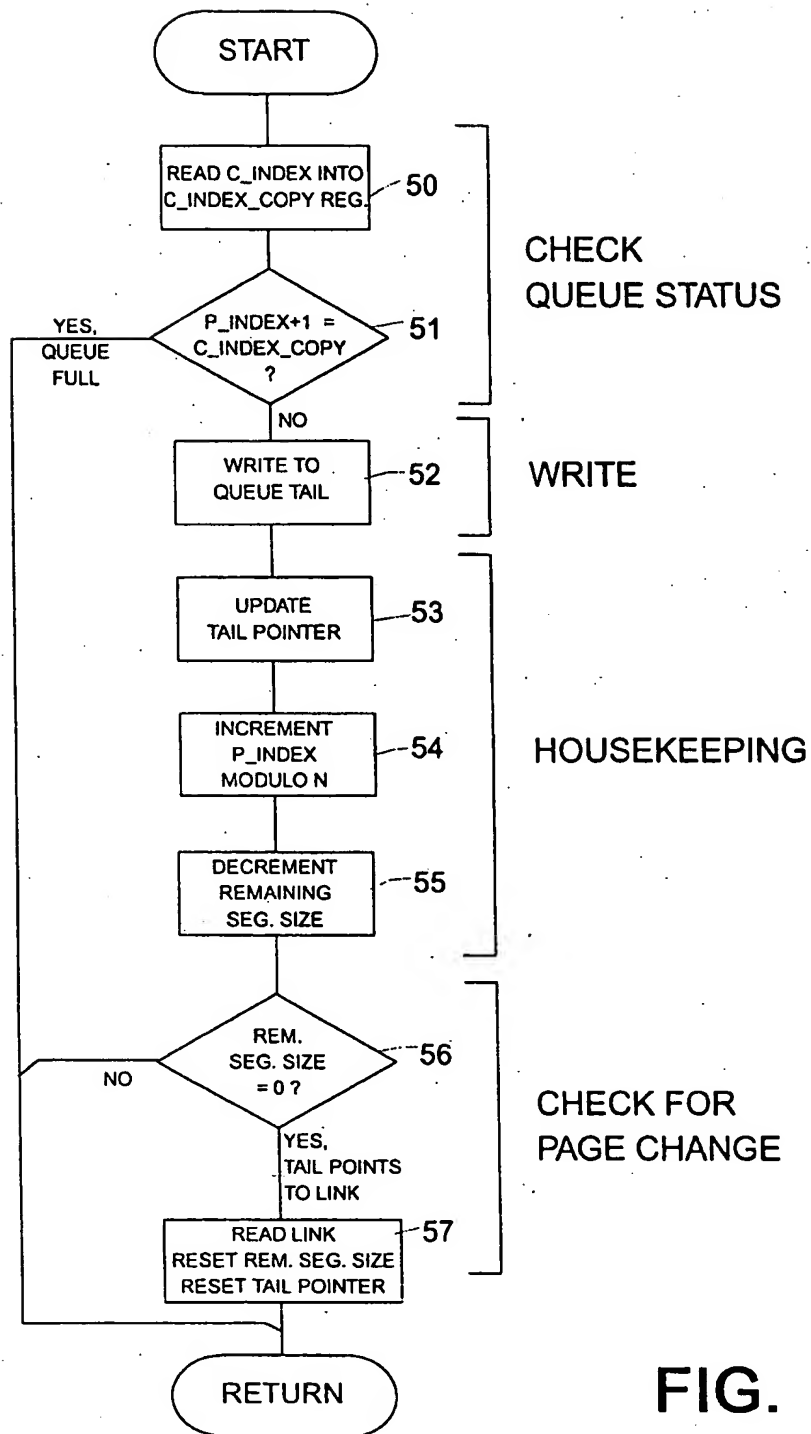 START
READ C_INDEX INTO
C_INDEX_COPY REG.
50
CHECK
QUEUE STATUS
P_INDEX+1 =
C_INDEX_COPY
?
51
YES,
QUEUE
FULL
NO
WRITE TO
QUEUE TAIL
52
WRITE
UPDATE
TAIL POINTER
53
INCREMENT
P_INDEX
MODULO N
54
HOUSEKEEPING
DECREMENT
REMAINING
SEG. SIZE
55
REM.
SEG. SIZE
= 0 ?
56
NO
CHECK FOR
PAGE CHANGE
YES,
TAIL POINTS
TO LINK
READ LINK
RESET REM. SEG. SIZE
RESET TAIL POINTER
57
RETURN
FIG.